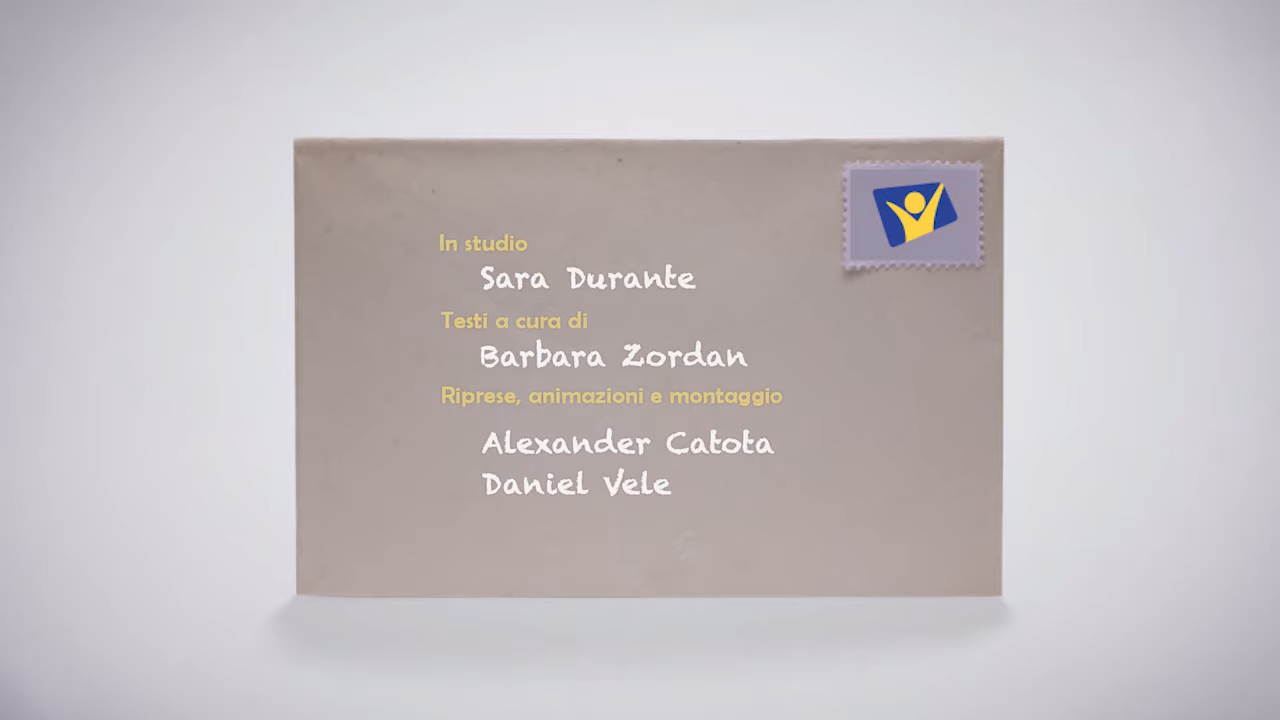 In studio
Sara Durante
Testi a cura di
Barbara Zordan
Riprese, animazioni e montaggio
Alexander Catota
Daniel Vele